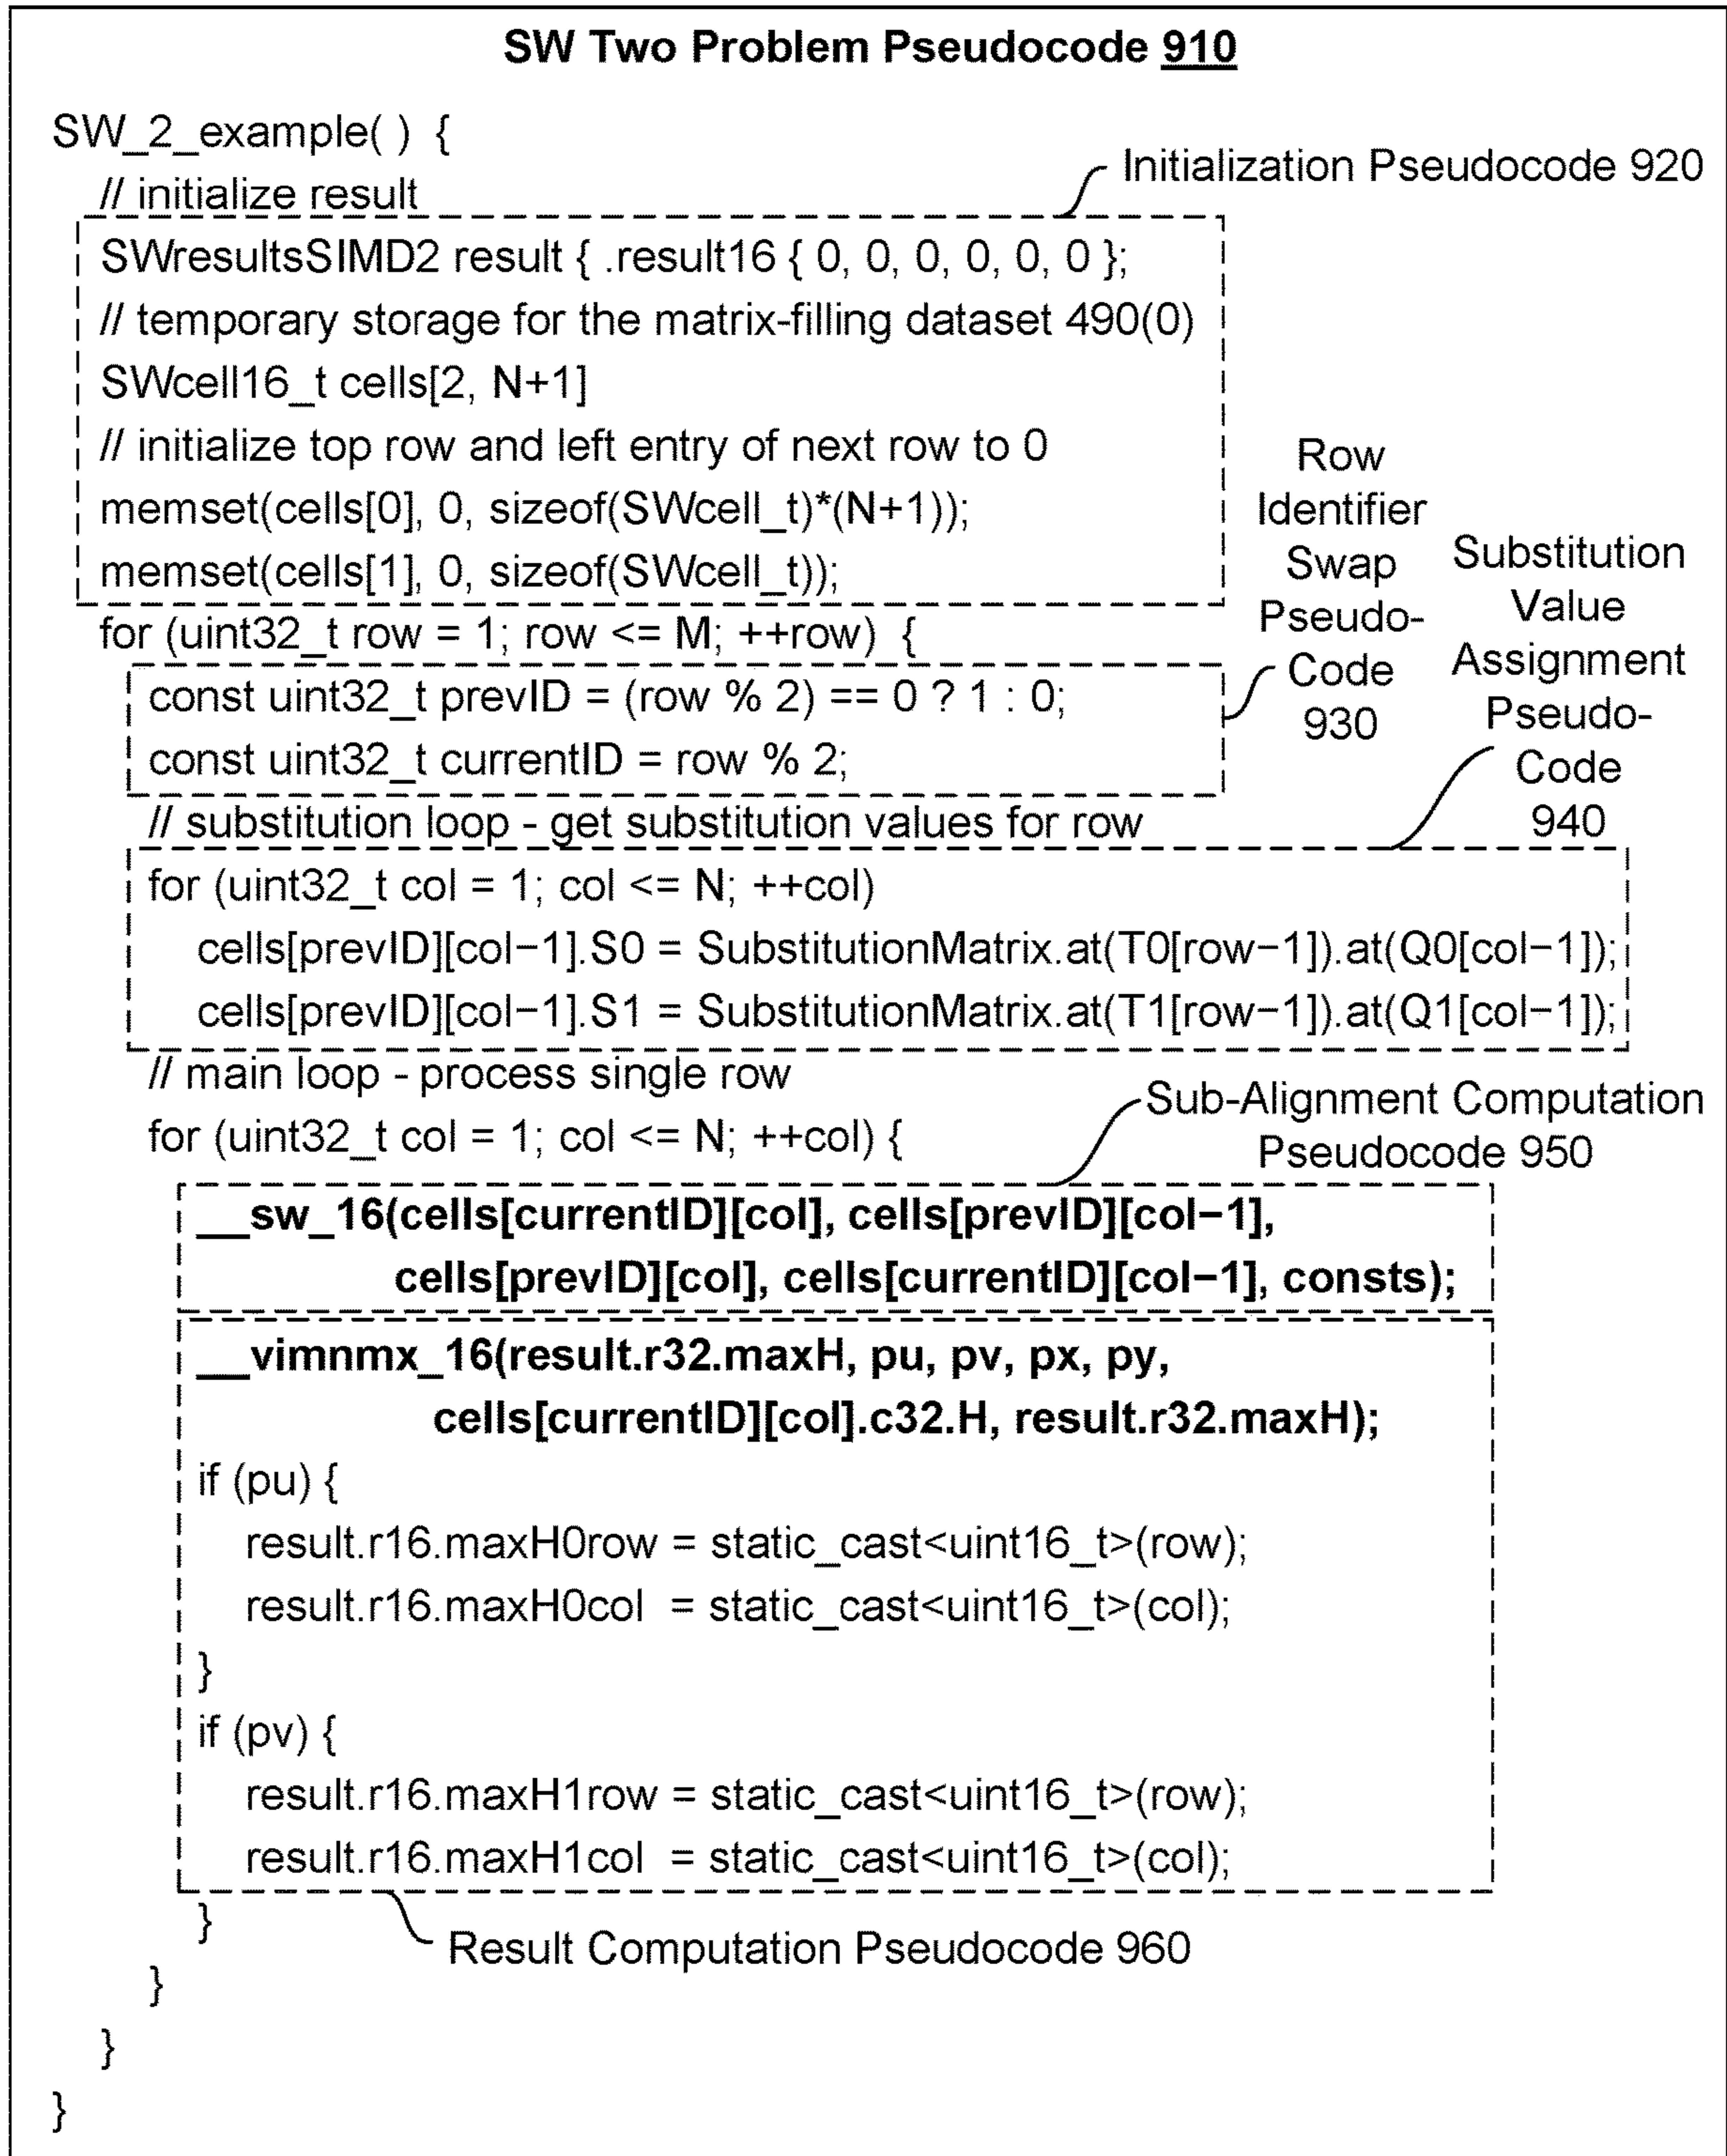 SW Two Problem Pseudocode 910
SW_2_example( ) {
// initialize result
Initialization Pseudocode 920
SWresultsSIMD2 result { .result16 { 0, 0, 0, 0, 0, 0 };
// temporary storage for the matrix-filling dataset 490(0)
SWcell16_t cells[2, N+1]
// initialize top row and left entry of next row to 0
memset(cells[0], 0, sizeof(SWcell_t)*(N+1));
memset(cells[1], 0, sizeof(SWcell_t));
Row
Identifier
Swap
Pseudo-
Code
930
Substitution
Value
Assignment
Pseudo-
Code
940
for (uint32_t row = 1; row <= M; ++row) {
const uint32_t prevID = (row % 2) == 0 ? 1 : 0;
const uint32_t currentID = row % 2;
// substitution loop - get substitution values for row
for (uint32_t col = 1; col <= N; ++col)
cells[prevID][col−1].S0 = SubstitutionMatrix.at(T0[row−1]).at(Q0[col−1]);
cells[prevID][col−1].S1 = SubstitutionMatrix.at(T1[row−1]).at(Q1[col−1]);
// main loop - process single row
for (uint32_t col = 1; col <= N; ++col) {
Sub-Alignment Computation
Pseudocode 950
__sw_16(cells[currentID][col], cells[prevID][col−1],
cells[prevID][col], cells[currentID][col−1], consts);
__vimnmx_16(result.r32.maxH, pu, pv, px, py,
cells[currentID][col].c32.H, result.r32.maxH);
if (pu) {
result.r16.maxH0row = static_cast<uint16_t>(row);
result.r16.maxH0col = static_cast<uint16_t>(col);
}
if (pv) {
result.r16.maxH1row = static_cast<uint16_t>(row);
result.r16.maxH1col = static_cast<uint16_t>(col);
}
Result Computation Pseudocode 960
}
}
}